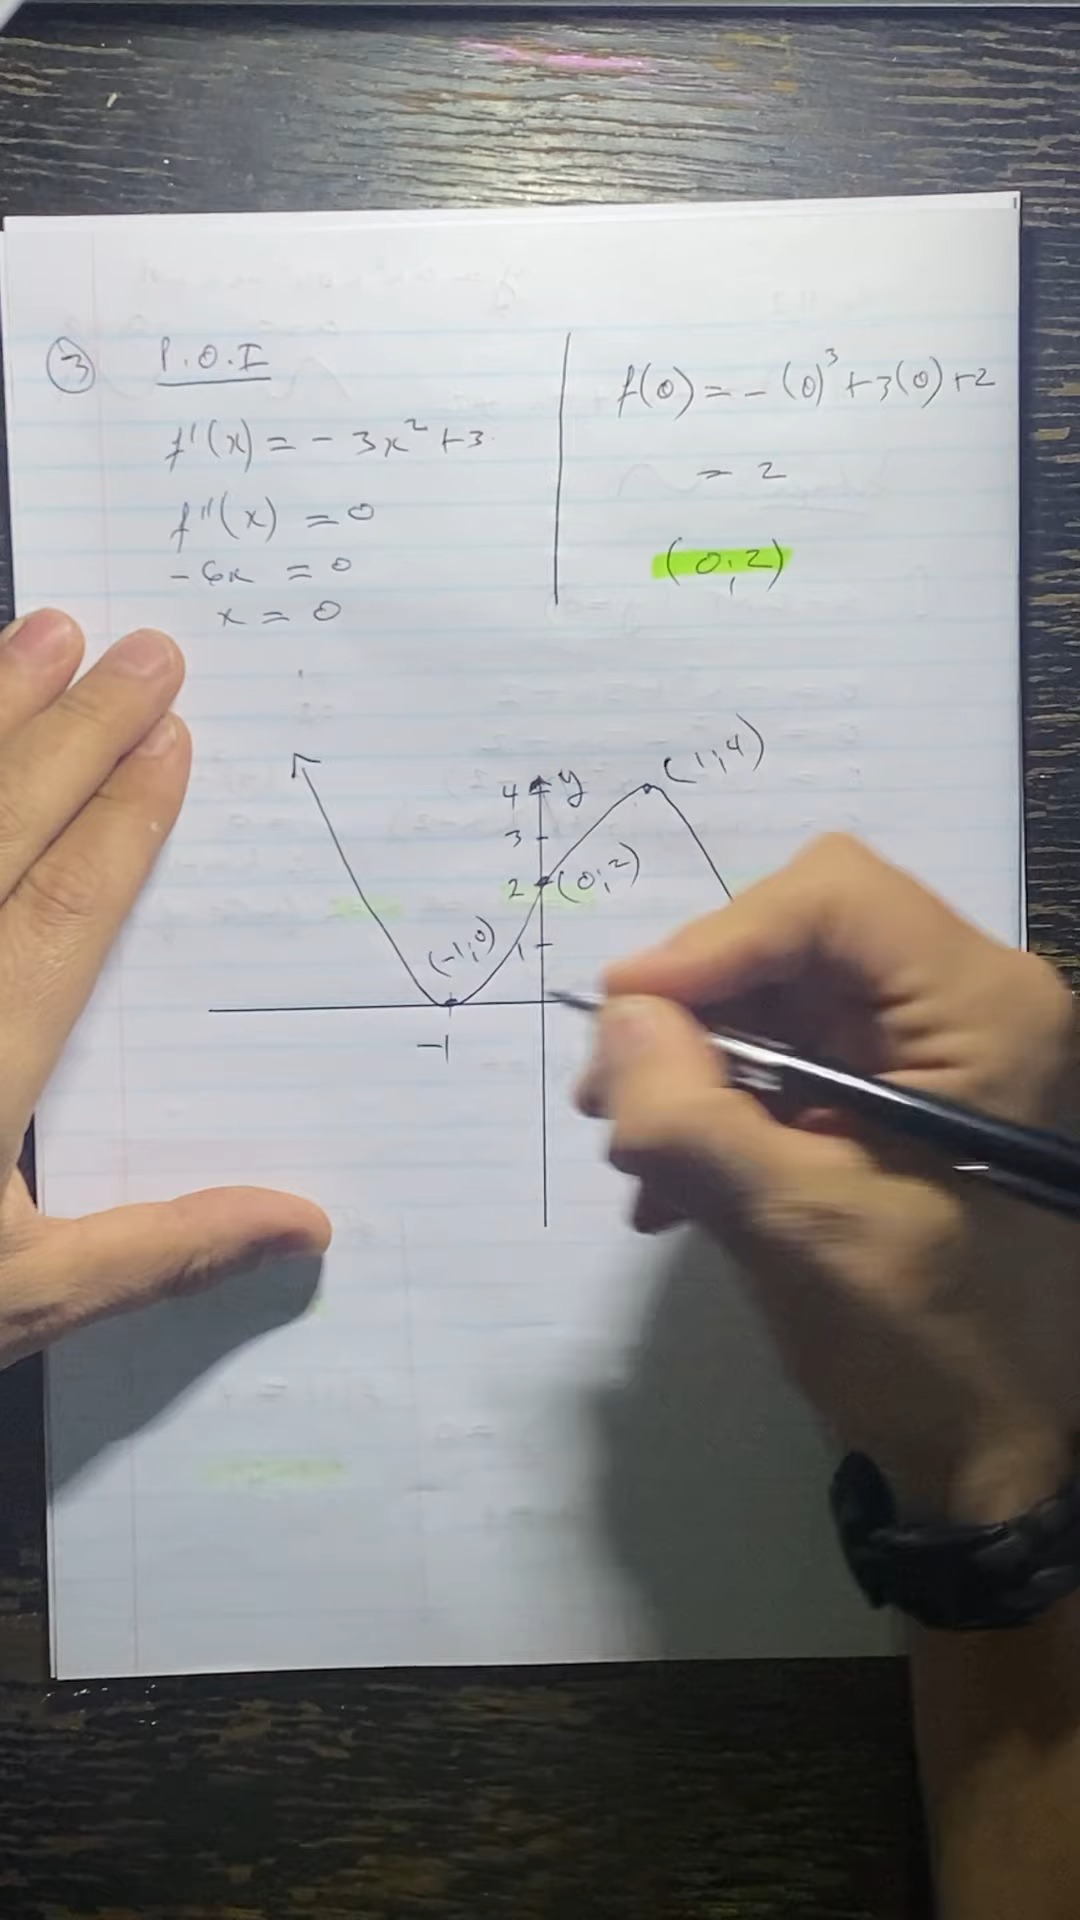 ③ P.O.I
f'(x) = - 3x² + 3
f''(x) = 0
-6x = 0
x = 0
f(0) = - (0)³ + 3(0) + 2
= 2
(0;2)
4 y
(1;4)
3
2 (0;2)
(-1;0)
1
-1